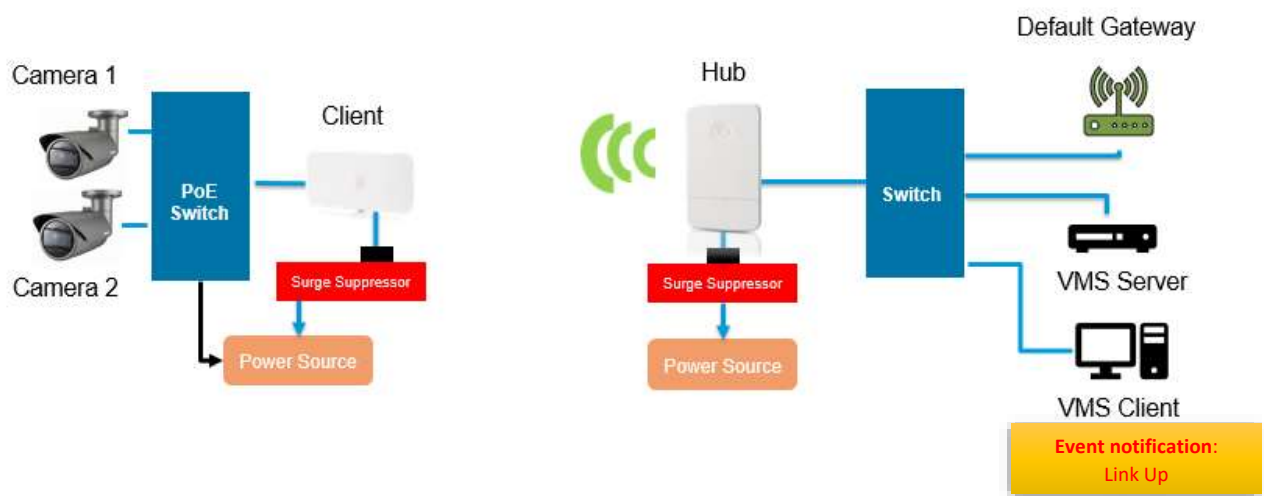 Default Gateway
Camera 1
Hub
Client
PoE
Switch
Switch
Camera 2
Surge Suppressor
Surge Suppressor
VMS Server
Power Source
Power Source
VMS Client
Event notification:
Link Up